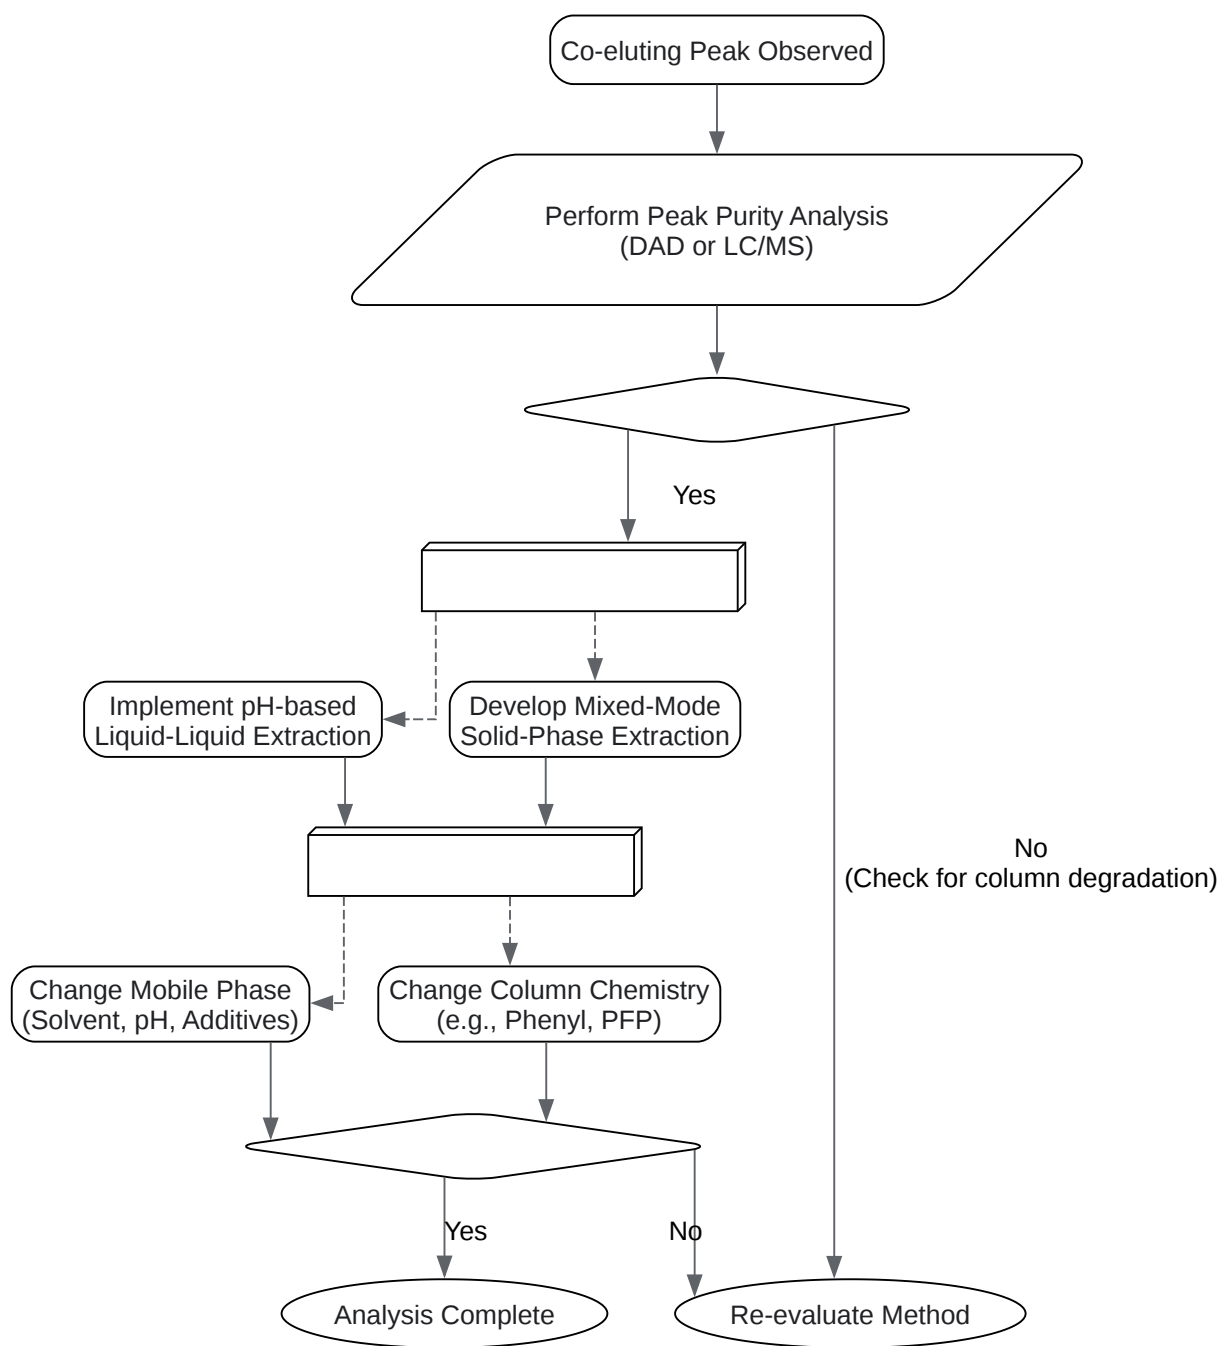 Co-eluting Peak Observed
Perform Peak Purity Analysis
(DAD or LC/MS)
Yes
Implement pH-based
Liquid-Liquid Extraction
Develop Mixed-Mode
Solid-Phase Extraction
No
(Check for column degradation)
Change Mobile Phase
(Solvent, pH, Additives)
Change Column Chemistry
(e.g., Phenyl, PFP)
Yes
No
Analysis Complete
Re-evaluate Method